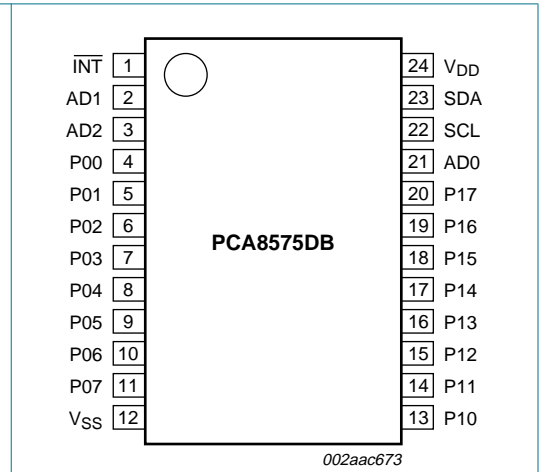 INT 1 24 VDD
AD1 2 23 SDA
AD2 3 22 SCL
P00 4 21 AD0
P01 5 20 P17
P02 6 19 P16
P03 7 18 P15
PCA8575DB
P04 8 17 P14
P05 9 16 P13
P06 10 15 P12
P07 11 14 P11
VSS 12 13 P10
002aac673